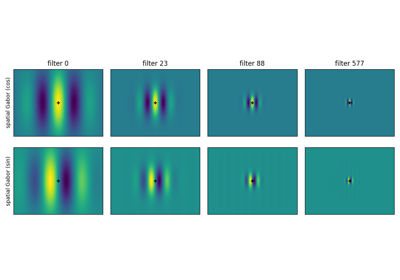 filter 0
filter 23
filter 88
filter 577
spatial Gabor (cos)
spatial Gabor (sin)